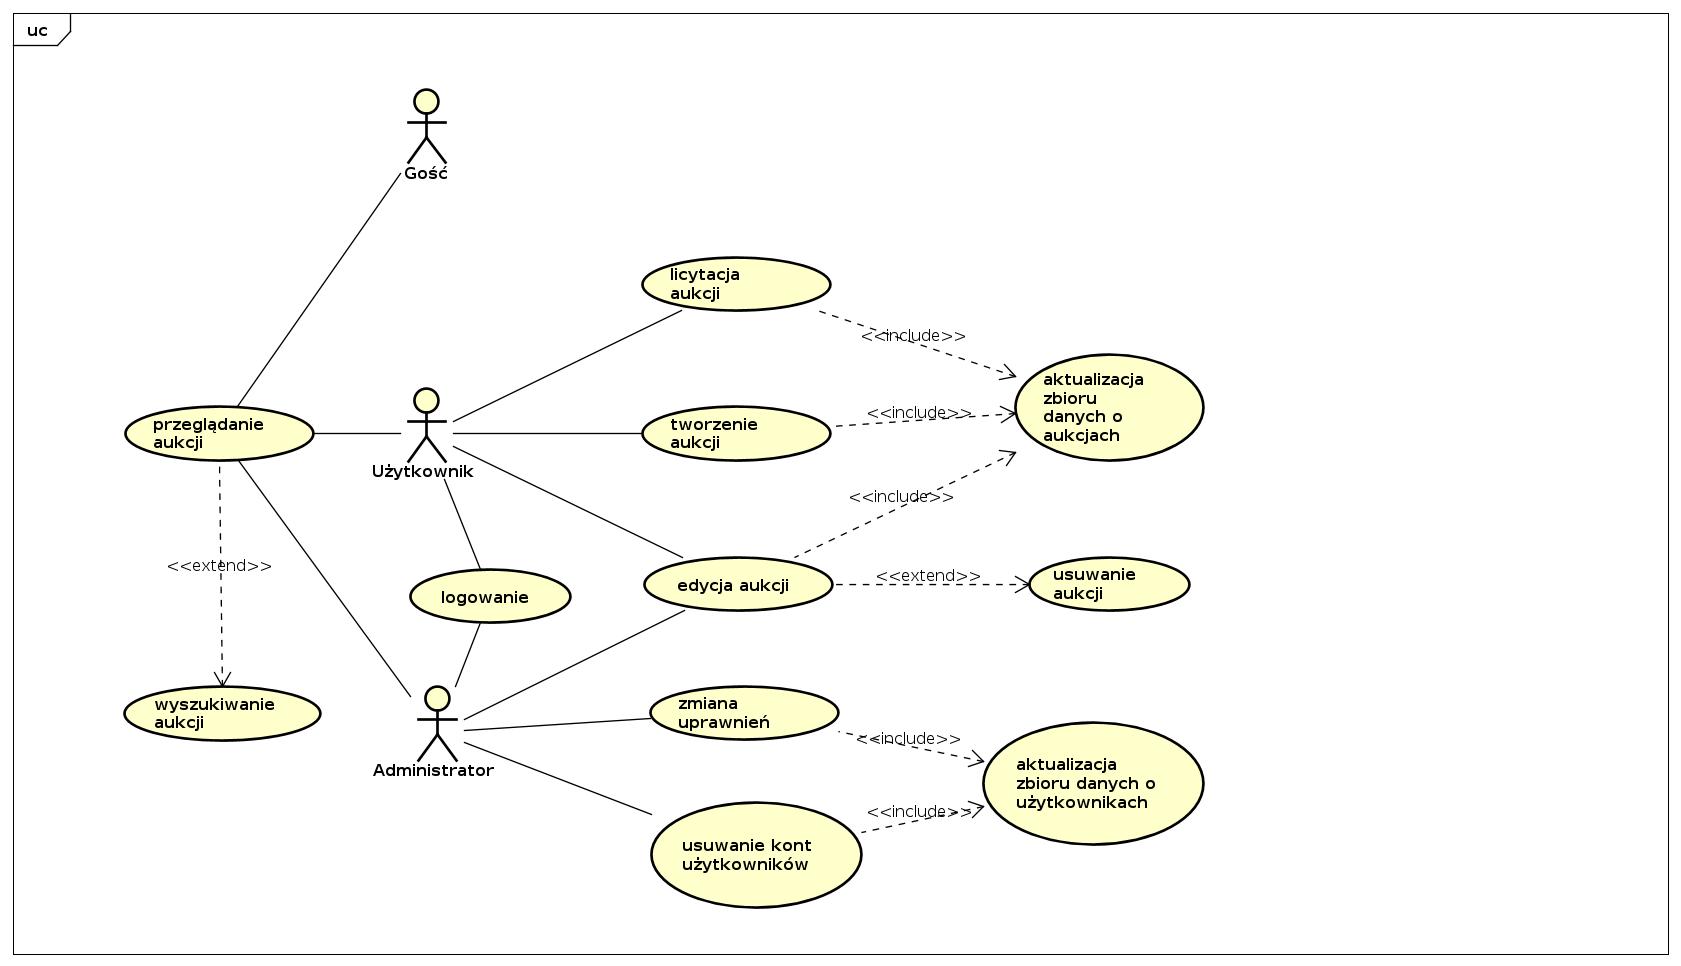 uc
Gość
licytacja
aukcji
<<include>>
aktualizacja
zbioru
danych o
aukcjach
przeglądanie
aukcji
Użytkownik
tworzenie
aukcji
<<include>>
<<include>>
<<extend>>
logowanie
edycja aukcji
<<extend>>
usuwanie
aukcji
wyszukiwanie
aukcji
Administrator
zmiana
uprawnień
<<include>>
aktualizacja
zbioru danych o
użytkownikach
<<include>>
usuwanie kont
użytkowników